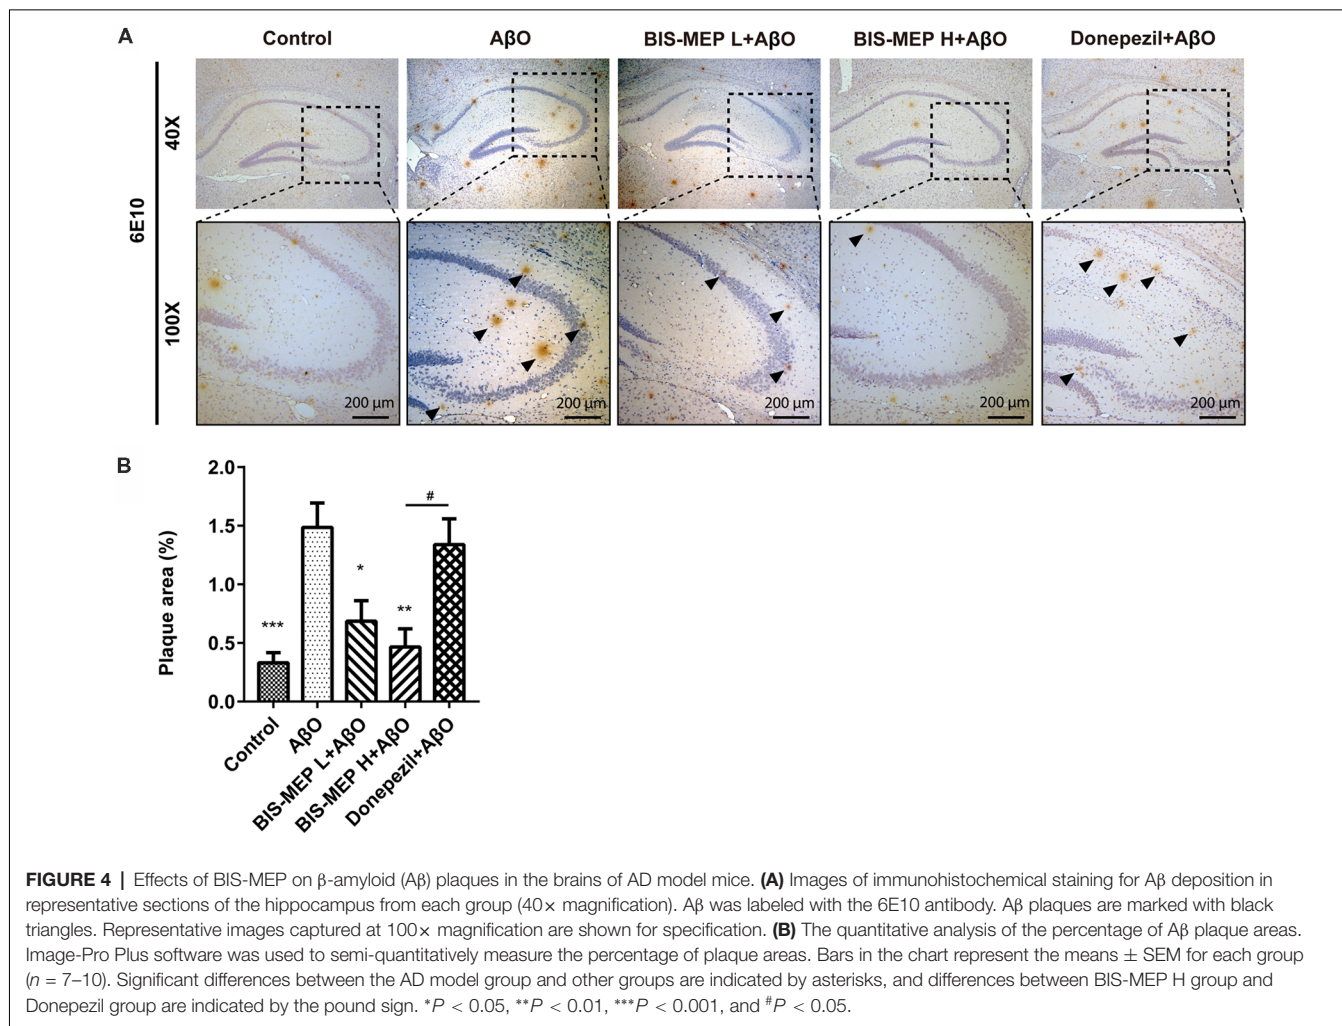 A
Control
AβO
BIS-MEP L+AβO
BIS-MEP H+AβO
Donepezil+AβO
6E10
40X
100X
200 μm
200 μm
200 μm
200 μm
200 μm
B
Plaque area (%)
2.0
1.5
1.0
0.5
0.0
***
*
**
#
Control
AβO
BIS-MEP L+AβO
BIS-MEP H+AβO
Donepezil+AβO
FIGURE 4 | Effects of BIS-MEP on β-amyloid (Aβ) plaques in the brains of AD model mice. (A) Images of immunohistochemical staining for Aβ deposition in
representative sections of the hippocampus from each group (40× magnification). Aβ was labeled with the 6E10 antibody. Aβ plaques are marked with black
triangles. Representative images captured at 100× magnification are shown for specification. (B) The quantitative analysis of the percentage of Aβ plaque areas.
Image-Pro Plus software was used to semi-quantitatively measure the percentage of plaque areas. Bars in the chart represent the means ± SEM for each group
(n = 7–10). Significant differences between the AD model group and other groups are indicated by asterisks, and differences between BIS-MEP H group and
Donepezil group are indicated by the pound sign. *P < 0.05, **P < 0.01, ***P < 0.001, and #P < 0.05.